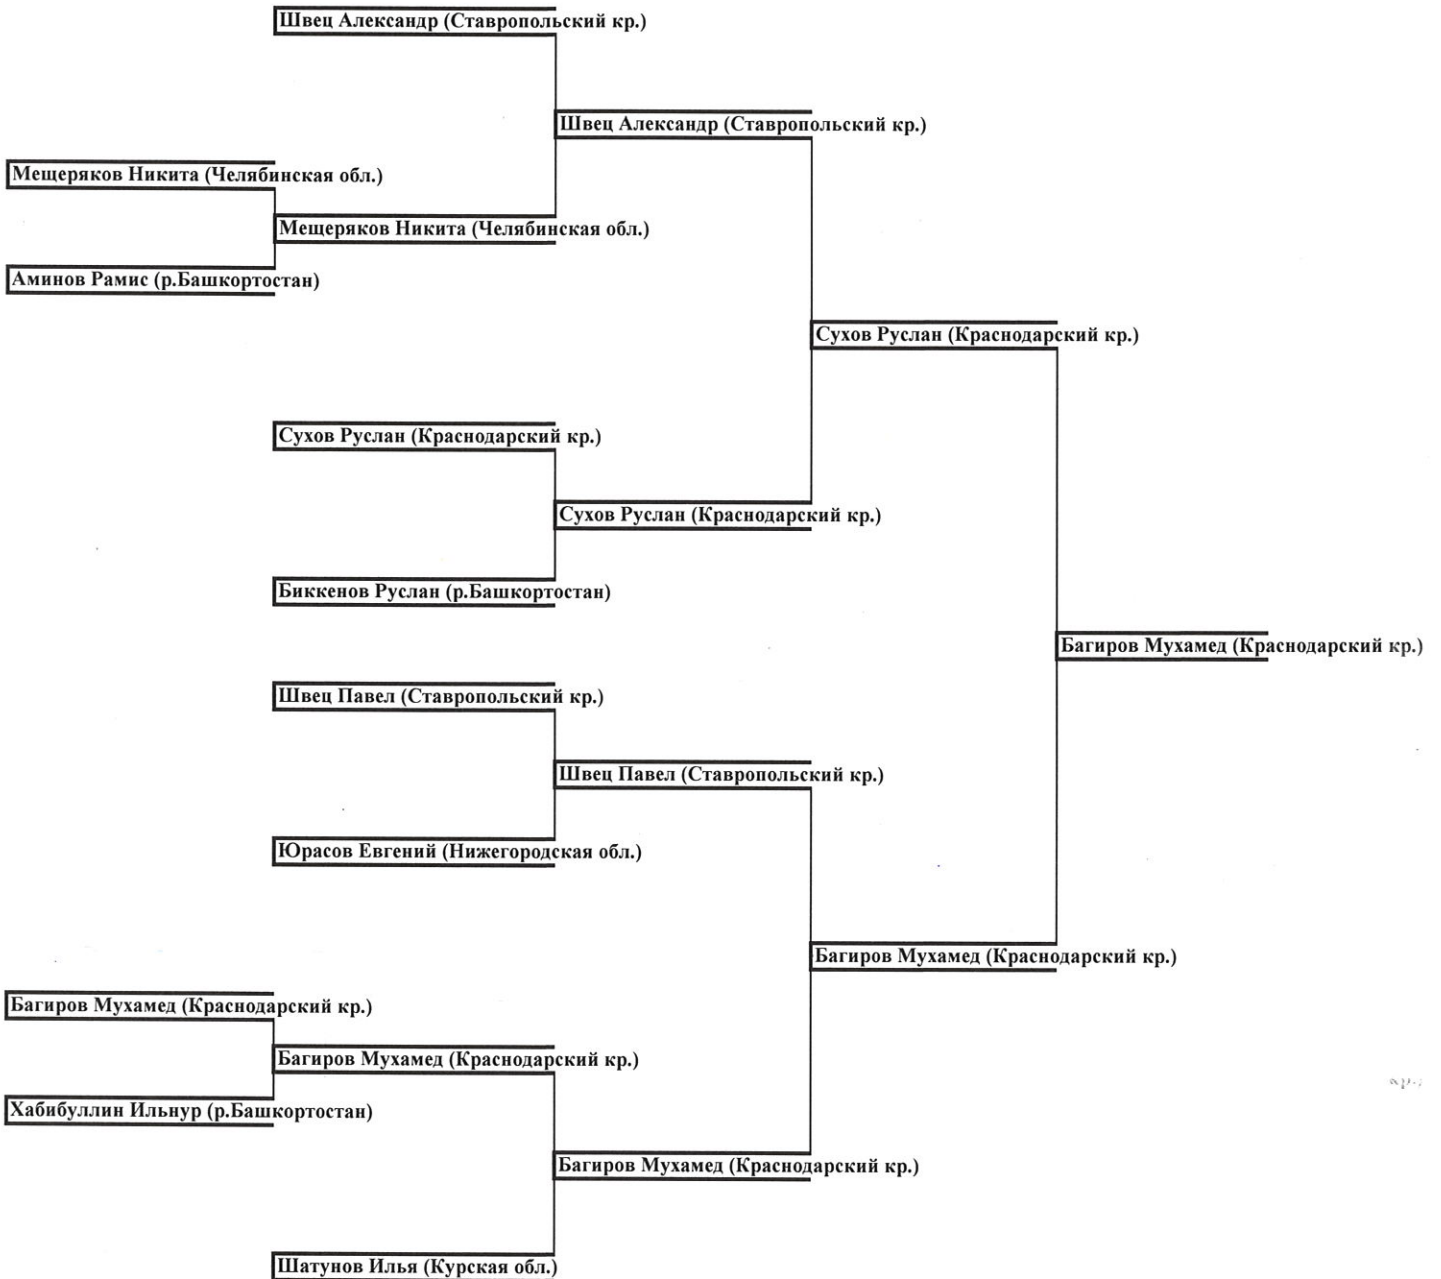 Швец Александр (Ставропольский кр.)
Швец Александр (Ставропольский кр.)
Мещеряков Никита (Челябинская обл.)
Мещеряков Никита (Челябинская обл.)
Аминов Рамис (р.Башкортостан)
Сухов Руслан (Краснодарский кр.)
Сухов Руслан (Краснодарский кр.)
Сухов Руслан (Краснодарский кр.)
Биккенов Руслан (р.Башкортостан)
Багиров Мухамед (Краснодарский кр.)
Швец Павел (Ставропольский кр.)
Швец Павел (Ставропольский кр.)
Юрасов Евгений (Нижегородская обл.)
Багиров Мухамед (Краснодарский кр.)
Багиров Мухамед (Краснодарский кр.)
Багиров Мухамед (Краснодарский кр.)
Хабибуллин Ильнур (р.Башкортостан)
Багиров Мухамед (Краснодарский кр.)
Шатунов Илья (Курская обл.)